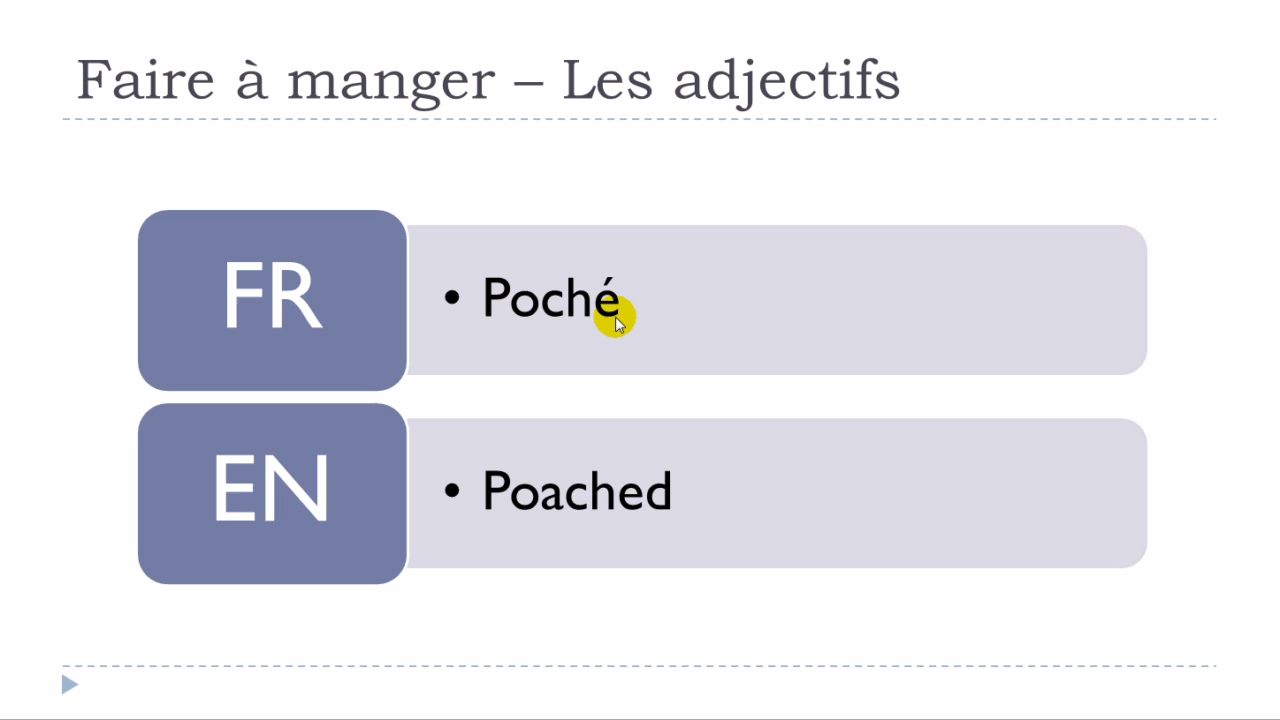 Faire à manger – Les adjectifs
FR
• Poché
EN
• Poached